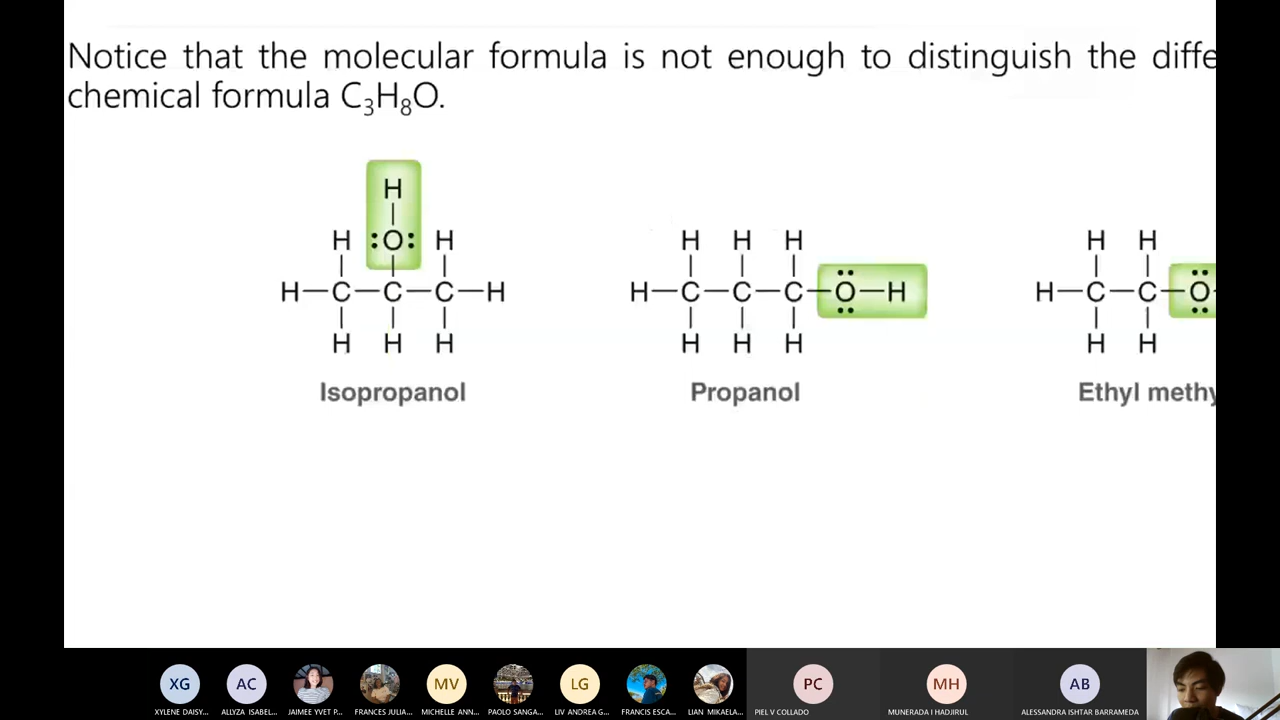 Notice that the molecular formula is not enough to distinguish the diffe
chemical formula C₃H₈O.
H
H :O: H H H H H H
H—C—C—C—H H—C—C—C—O—H H—C—C—O
H H H H H H H H
Isopropanol Propanol Ethyl methy
XG AC MV LG PC MH AB
XYLENE DAISY... ALLYZA ISABEL... JAIMEE YVET P... FRANCES JULIA... MICHELLE ANN... PAOLO SANGA... LIV ANDREA G... FRANCIS ESCA... LIAN MIKAELA... PIEL V COLLADO MUNERADA I HADJIRUL ALESSANDRA ISHTAR BARRAMEDA